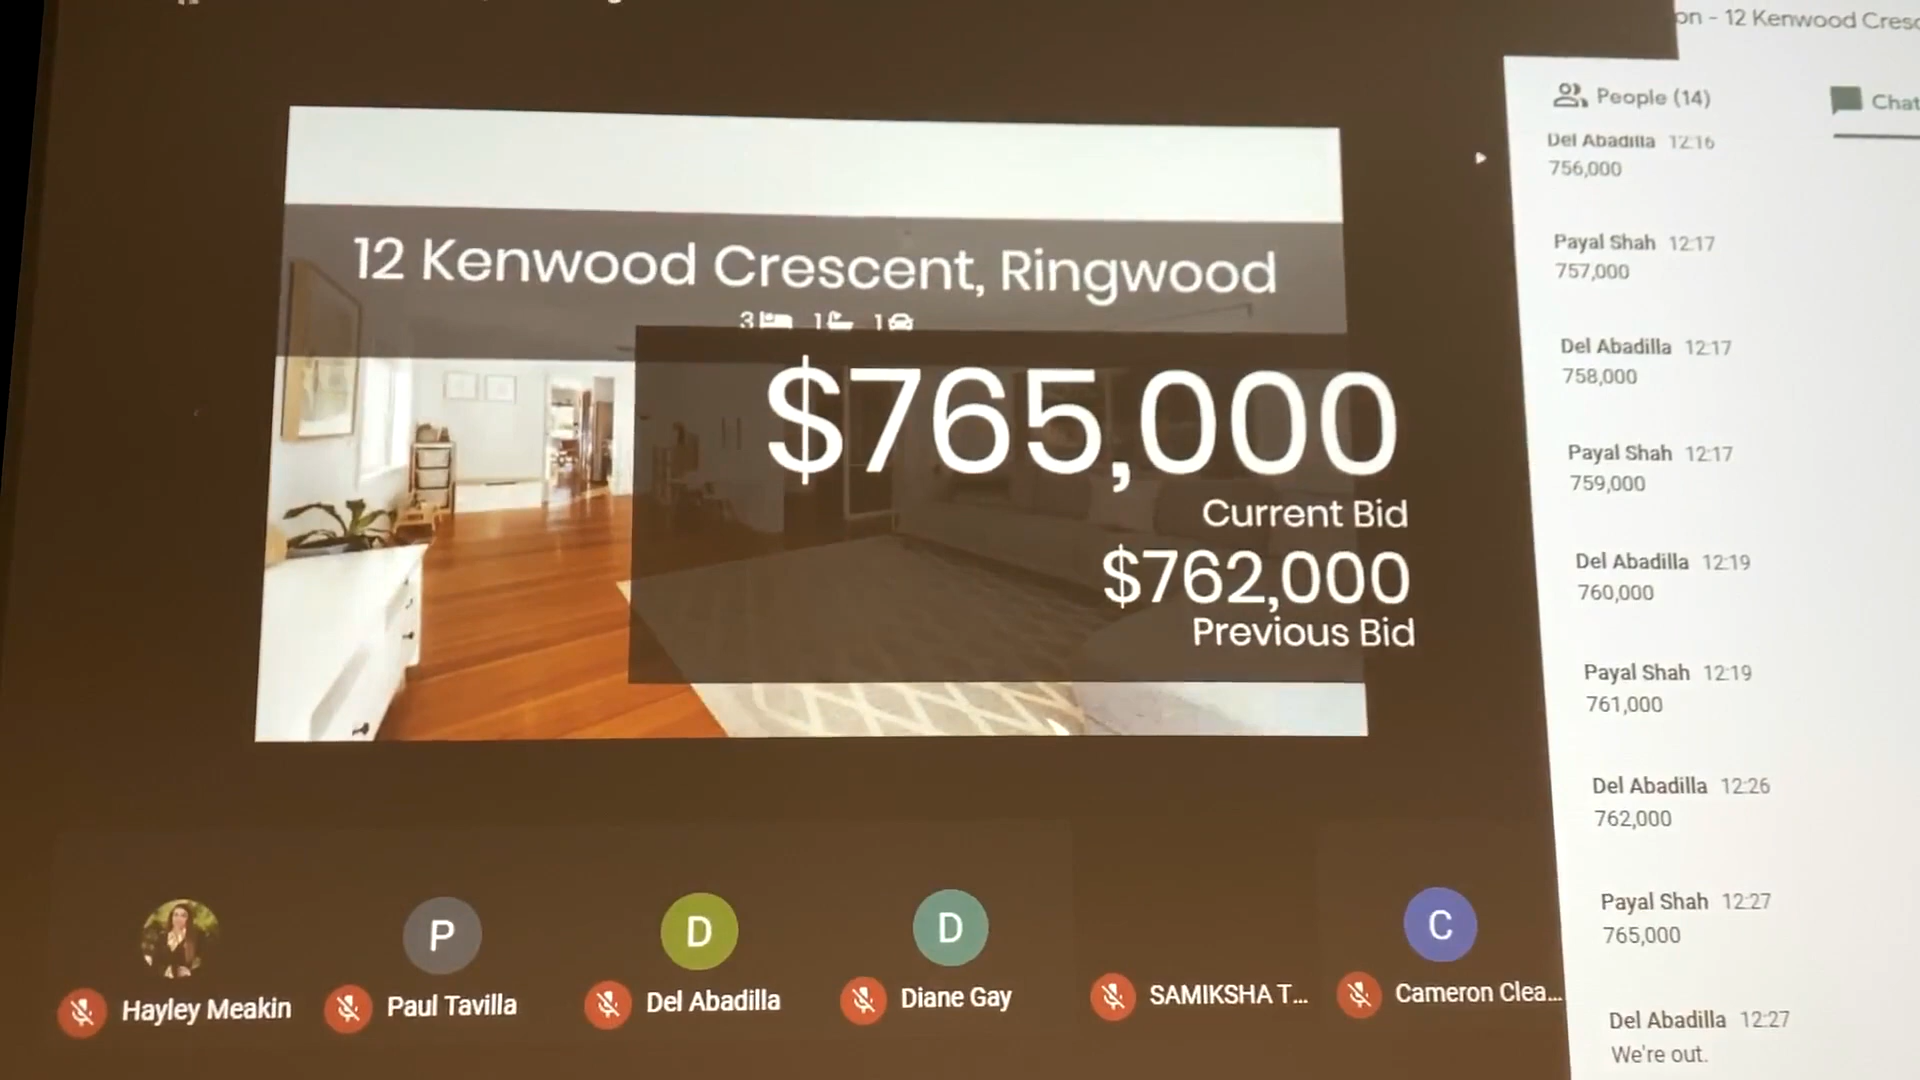 on - 12 Kenwood Cresc
People (14)
Chat
12 Kenwood Crescent, Ringwood
3 1 1
$765,000
Current Bid
$762,000
Previous Bid
Del Abadilla 12:16
756,000
Payal Shah 12:17
757,000
Del Abadilla 12:17
758,000
Payal Shah 12:17
759,000
Del Abadilla 12:19
760,000
Payal Shah 12:19
761,000
Del Abadilla 12:26
762,000
Payal Shah 12:27
765,000
Del Abadilla 12:27
We're out.
P
D
D
C
Hayley Meakin
Paul Tavilla
Del Abadilla
Diane Gay
SAMIKSHA T...
Cameron Clea...